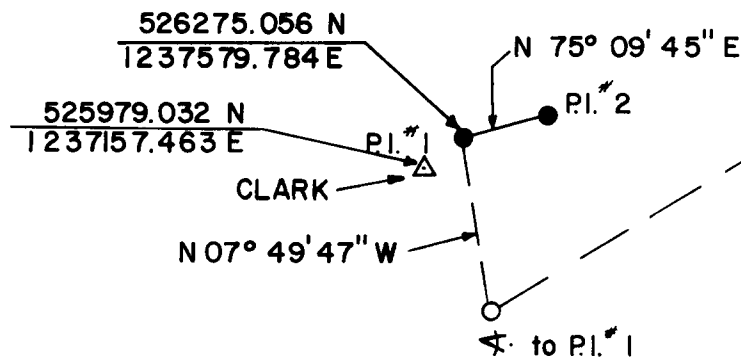 526275.056 N
1237579.784 E
N 75° 09' 45" E
525979.032 N
1237157.463 E
P.I. #1
P.I. #2
CLARK
N 07° 49' 47" W
∢ to P.I. #1